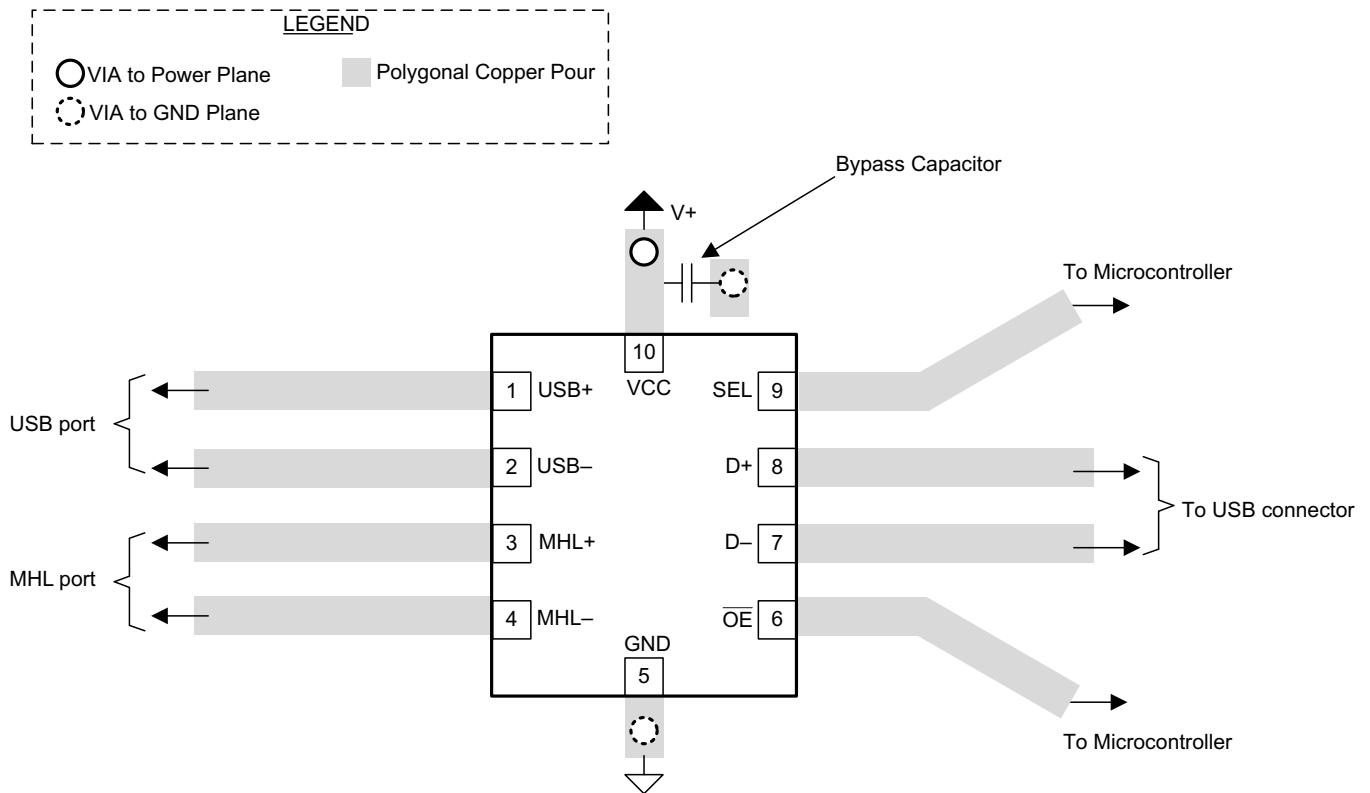 LEGEND
VIA to Power Plane
Polygonal Copper Pour
VIA to GND Plane
Bypass Capacitor
V+
To Microcontroller
10
VCC
1 USB+
SEL 9
USB port
2 USB–
D+ 8
To USB connector
3 MHL+
D– 7
MHL port
4 MHL–
OE 6
GND
5
To Microcontroller